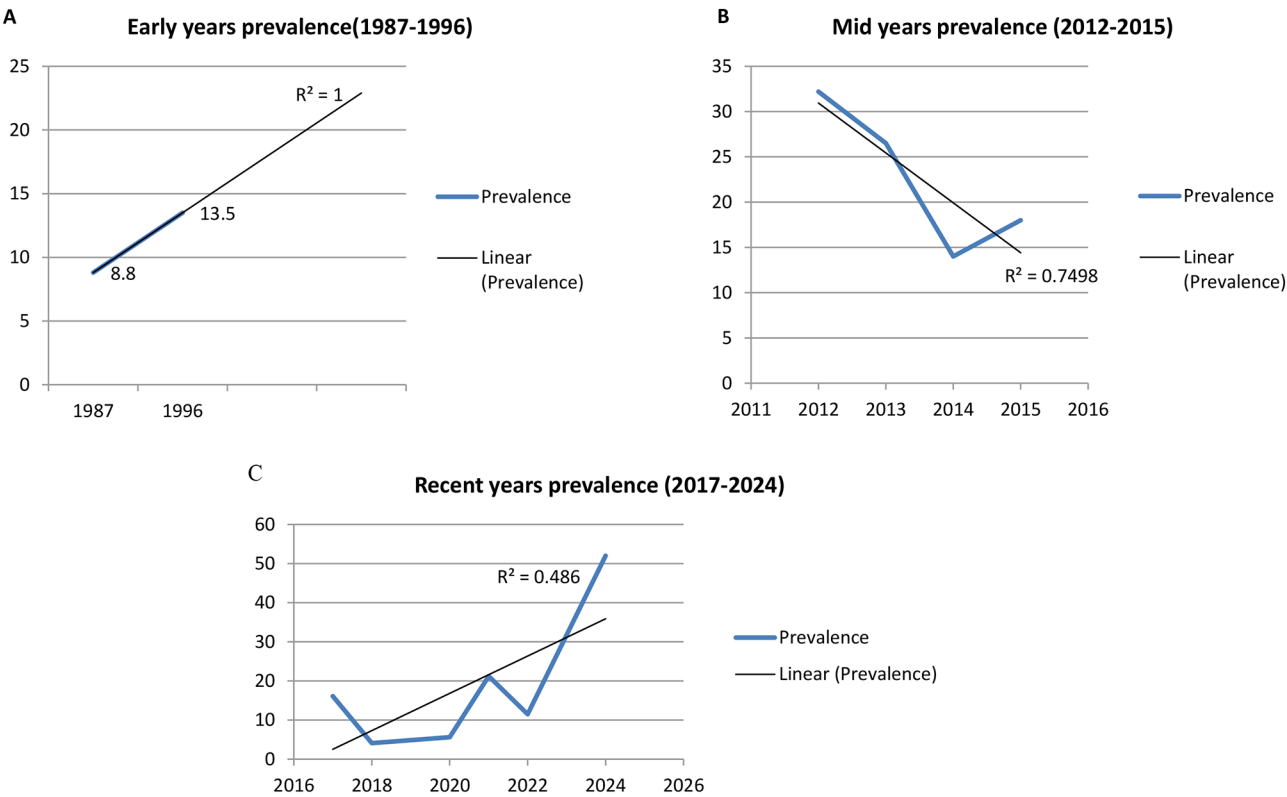 A
Early years prevalence(1987-1996)
25
20
15
10
5
0
R² = 1
13.5
8.8
1987 1996
Prevalence
Linear
(Prevalence)
B
Mid years prevalence (2012-2015)
35
30
25
20
15
10
5
0
R² = 0.7498
2011 2012 2013 2014 2015 2016
Prevalence
Linear
(Prevalence)
C
Recent years prevalence (2017-2024)
60
50
40
30
20
10
0
R² = 0.486
2016 2018 2020 2022 2024 2026
Prevalence
Linear (Prevalence)